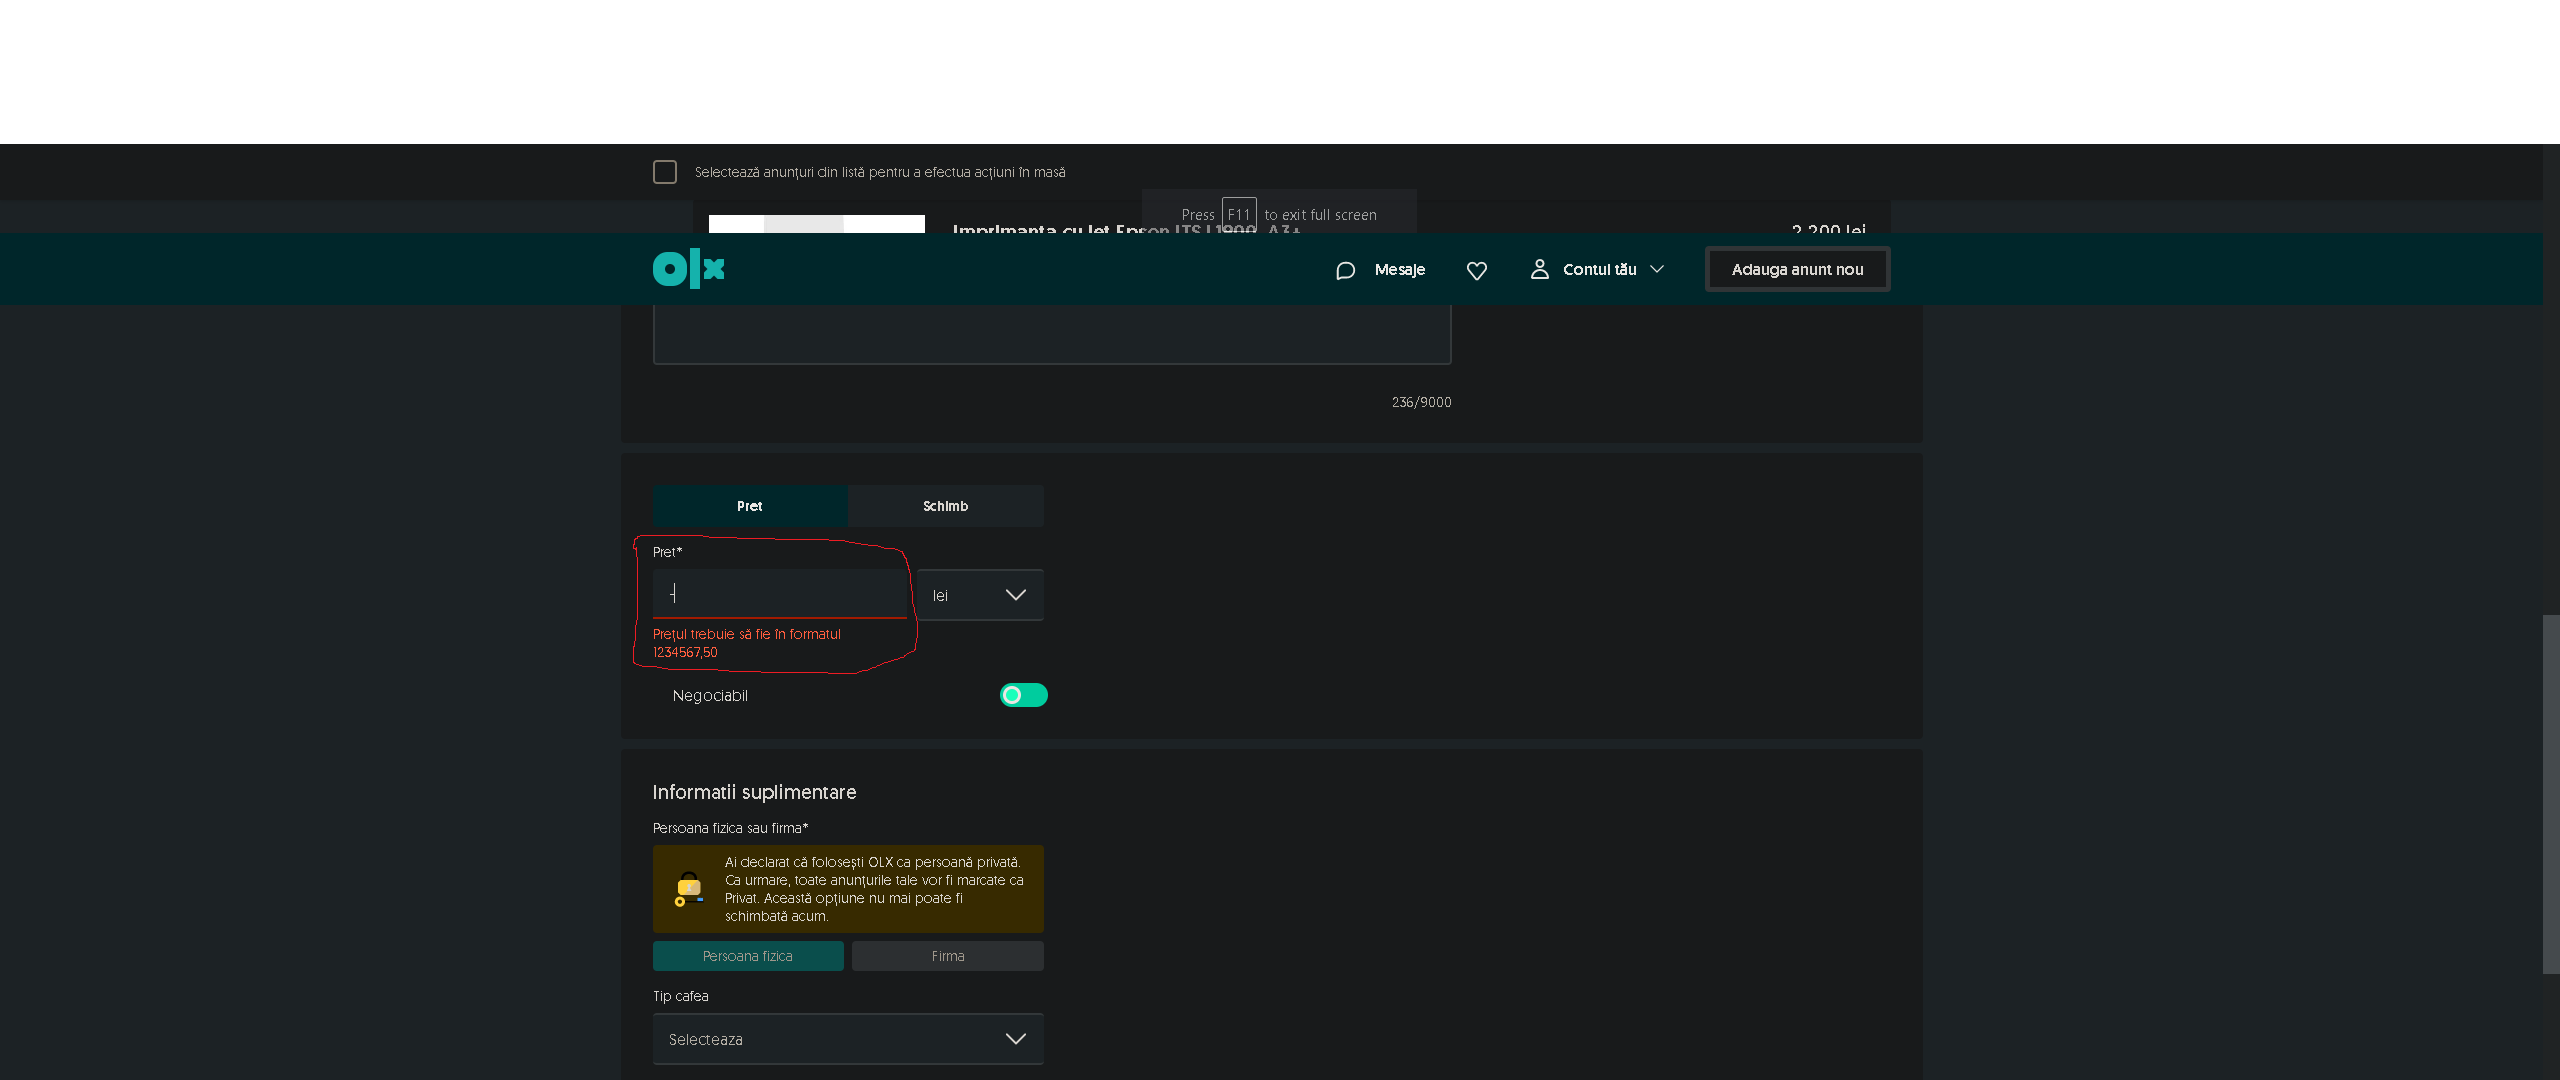 Selectează anunțuri din listă pentru a efectua acțiuni în masă
Press F11 to exit full screen
Imprimanta cu jet Epson ITS L1800, A3+
2 200 lei
olx
Mesaje
Contul tău
Adauga anunt nou
236/9000
Pret
Schimb
Pret*
-
lei
Prețul trebuie să fie în formatul
1234567,50
Negociabil
Informatii suplimentare
Persoana fizica sau firma*
Ai declarat că folosești OLX ca persoană privată.
Ca urmare, toate anunțurile tale vor fi marcate ca
Privat. Această opțiune nu mai poate fi
schimbată acum.
Persoana fizica
Firma
Tip cafea
Selecteaza